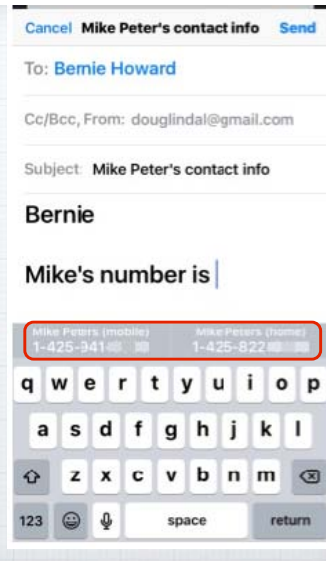 Cancel Mike Peter's contact info Send
To: Bernie Howard
Cc/Bcc, From: douglindal@gmail.com
Subject: Mike Peter's contact info
Bernie
Mike's number is
Mike Peters (mobile) Mike Peters (home)
1-425-941 1-425-822
q w e r t y u i o p
a s d f g h j k l
z x c v b n m
123 space return